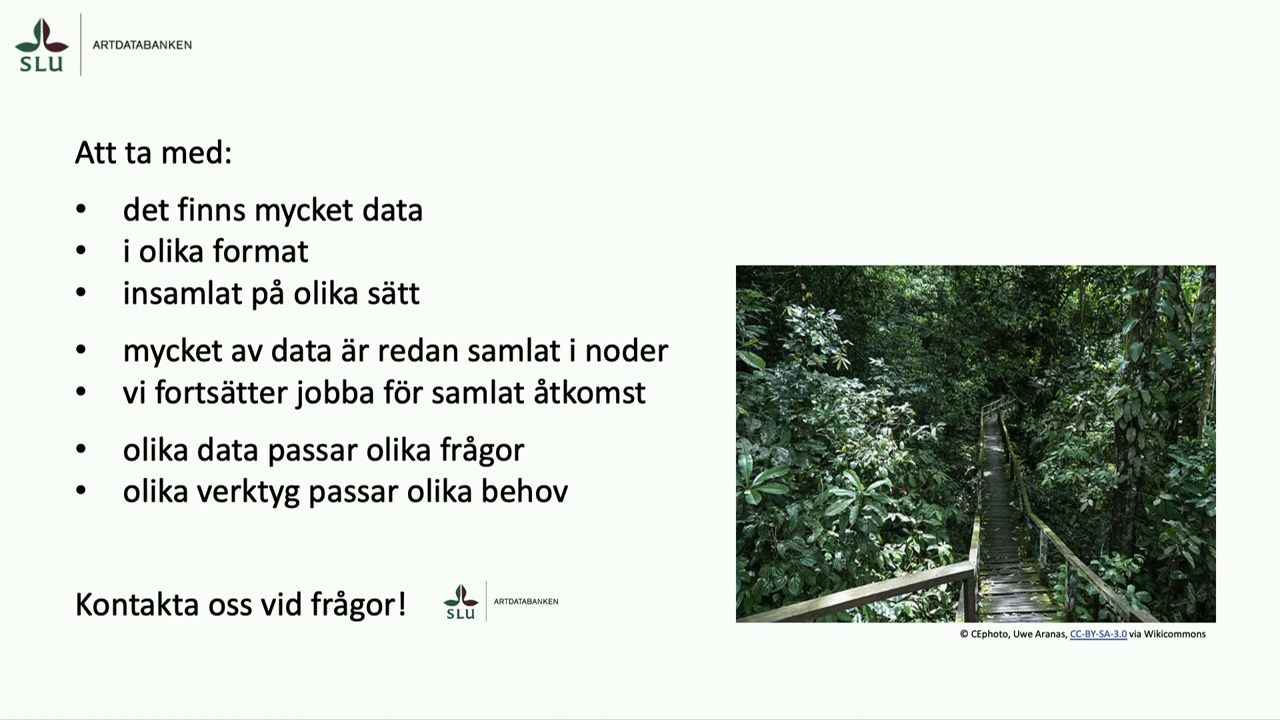 SLU
ARTDATABANKEN
Att ta med:
• det finns mycket data
• i olika format
• insamlat på olika sätt
• mycket av data är redan samlat i noder
• vi fortsätter jobba för samlat åtkomst
• olika data passar olika frågor
• olika verktyg passar olika behov
Kontakta oss vid frågor!
SLU
ARTDATABANKEN
© CEphoto, Uwe Aranas, CC-BY-SA-3.0 via Wikicommons